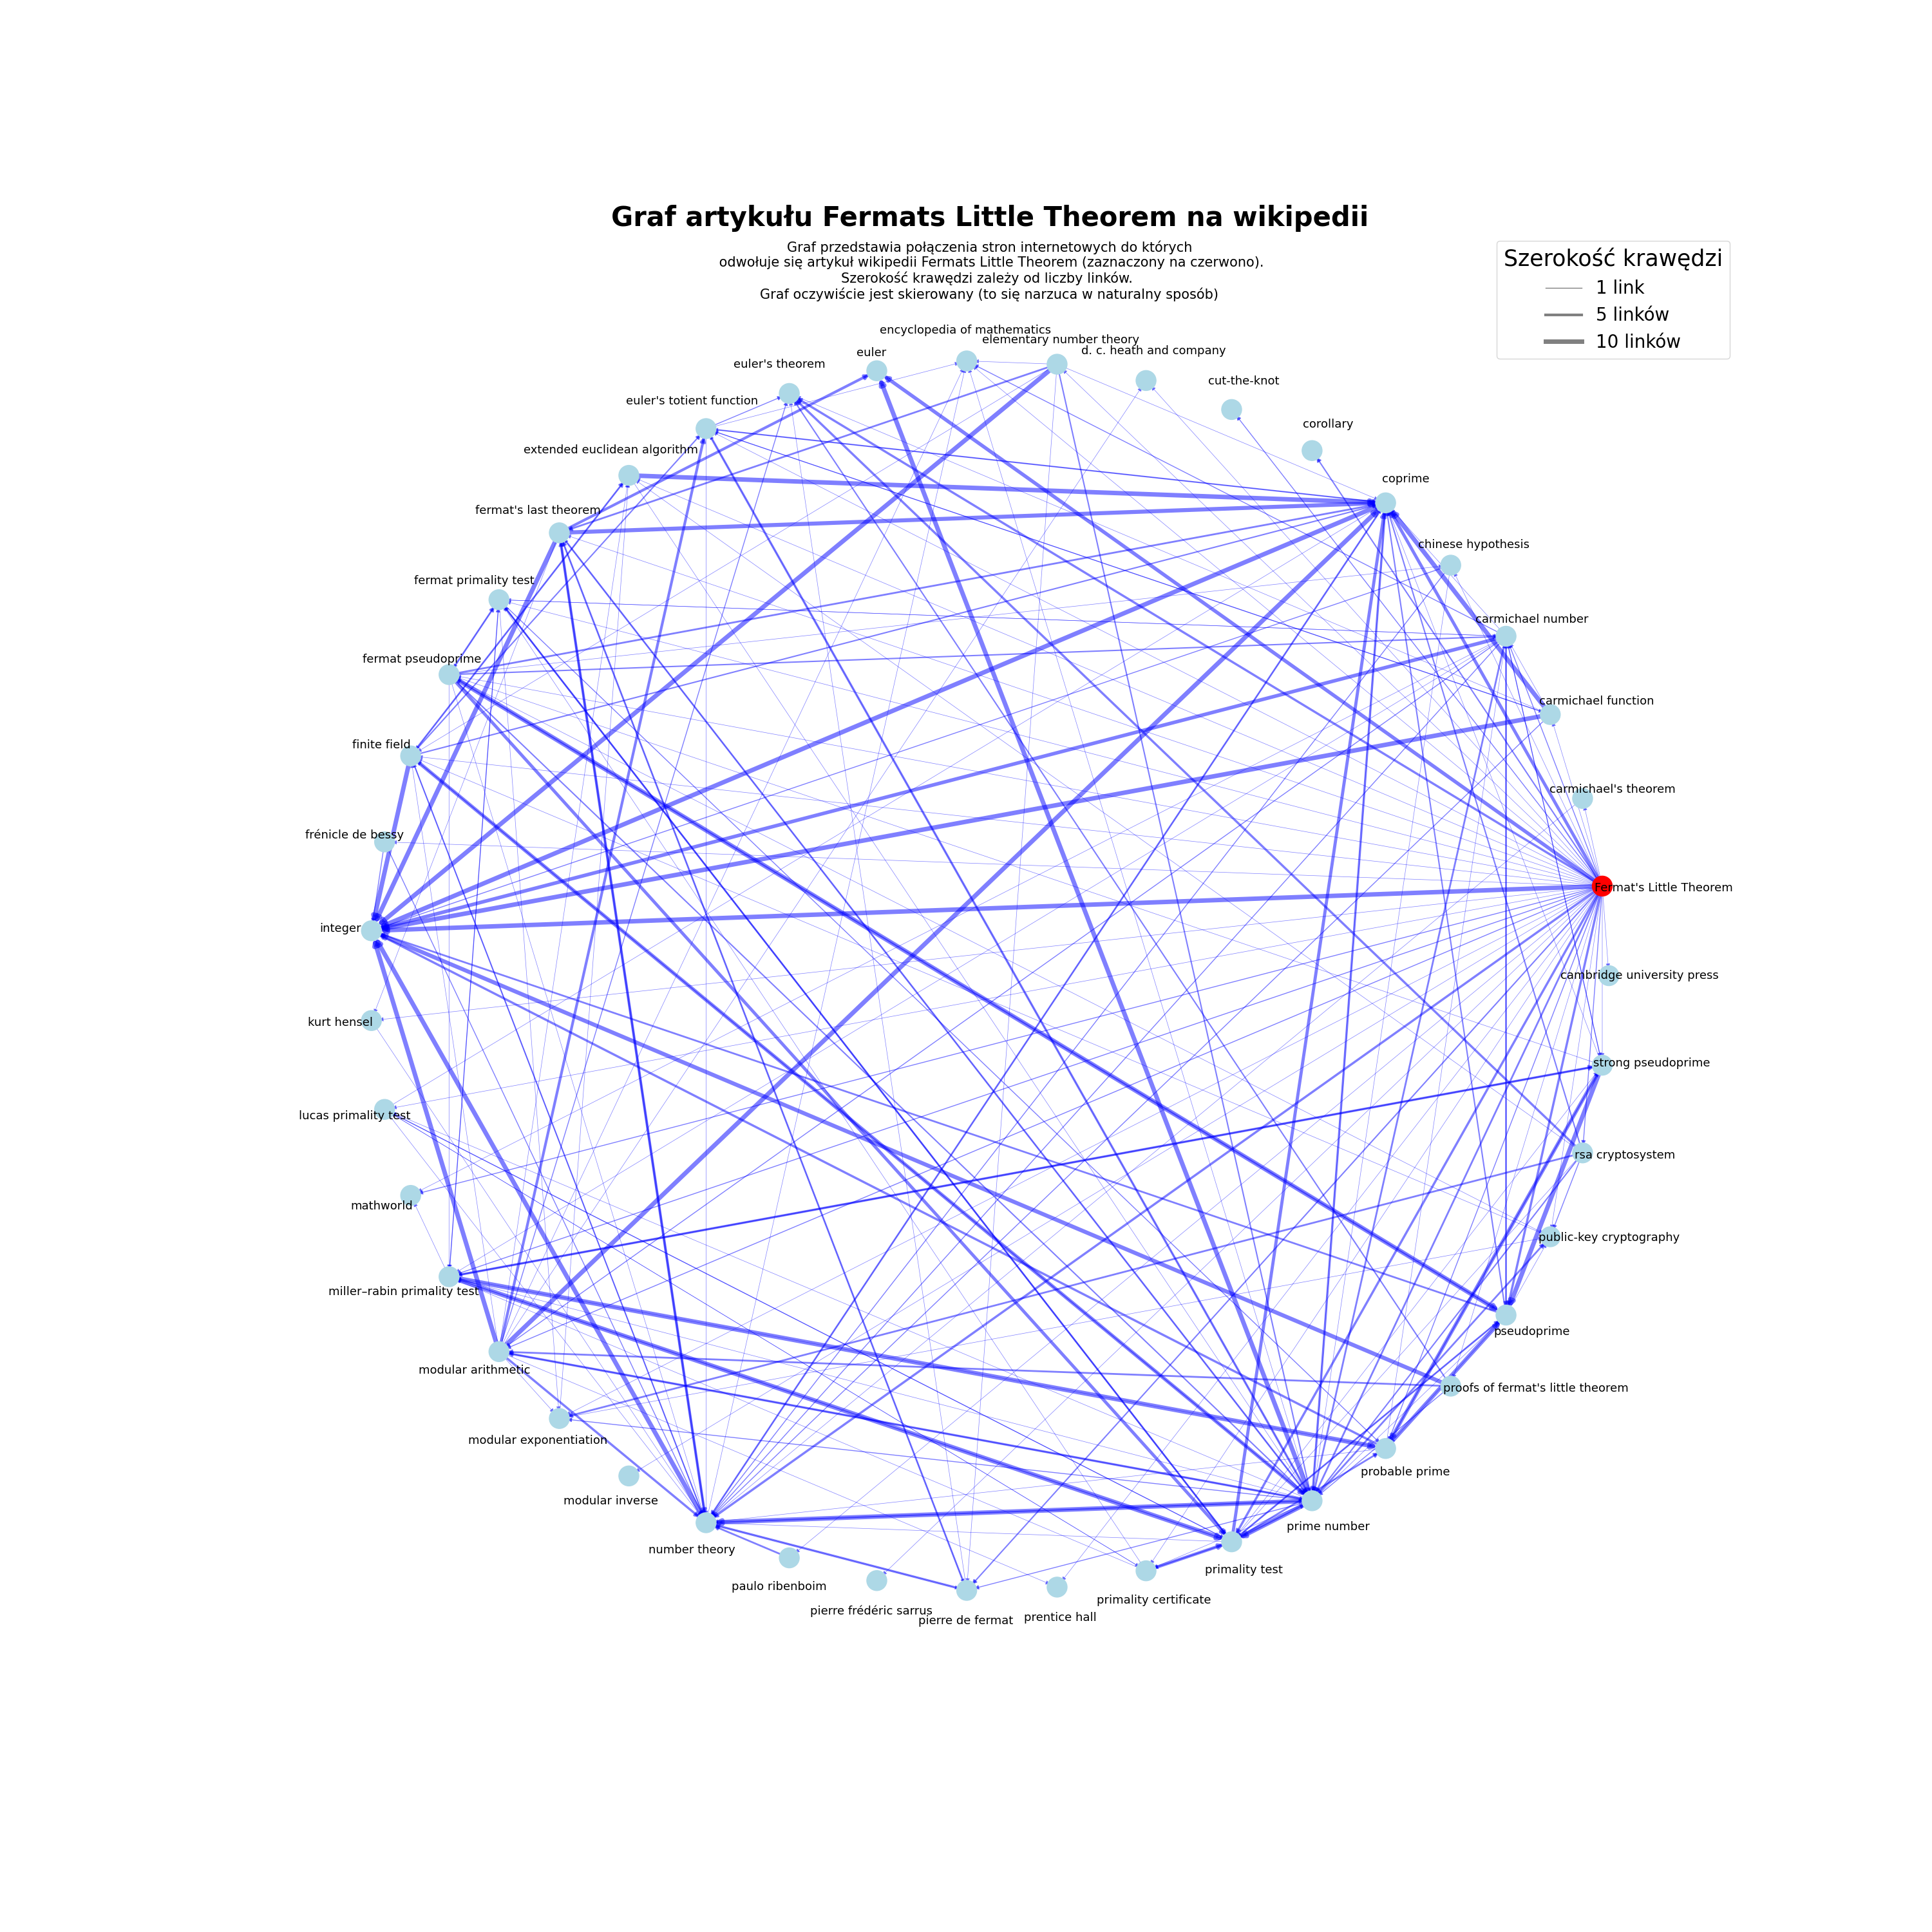 Graf artykułu Fermats Little Theorem na wikipedii
Graf przedstawia połączenia stron internetowych do których
odwołuje się artykuł wikipedii Fermats Little Theorem (zaznaczony na czerwono).
Szerokość krawędzi zależy od liczby linków.
Graf oczywiście jest skierowany (to się narzuca w naturalny sposób)
Szerokość krawędzi
1 link
5 linków
10 linków
encyclopedia of mathematics
elementary number theory
d. c. heath and company
euler
euler's theorem
cut-the-knot
euler's totient function
corollary
extended euclidean algorithm
coprime
fermat's last theorem
chinese hypothesis
fermat primality test
carmichael number
fermat pseudoprime
carmichael function
finite field
carmichael's theorem
frénicle de bessy
Fermat's Little Theorem
integer
cambridge university press
kurt hensel
strong pseudoprime
lucas primality test
rsa cryptosystem
mathworld
public-key cryptography
miller–rabin primality test
pseudoprime
modular arithmetic
proofs of fermat's little theorem
modular exponentiation
probable prime
modular inverse
prime number
number theory
primality test
paulo ribenboim
primality certificate
pierre frédéric sarrus
prentice hall
pierre de fermat